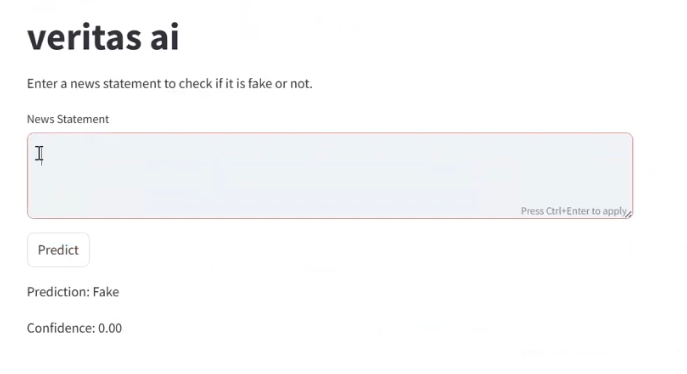 veritas ai
Enter a news statement to check if it is fake or not.
News Statement
Press Ctrl+Enter to apply
Predict
Prediction: Fake
Confidence: 0.00